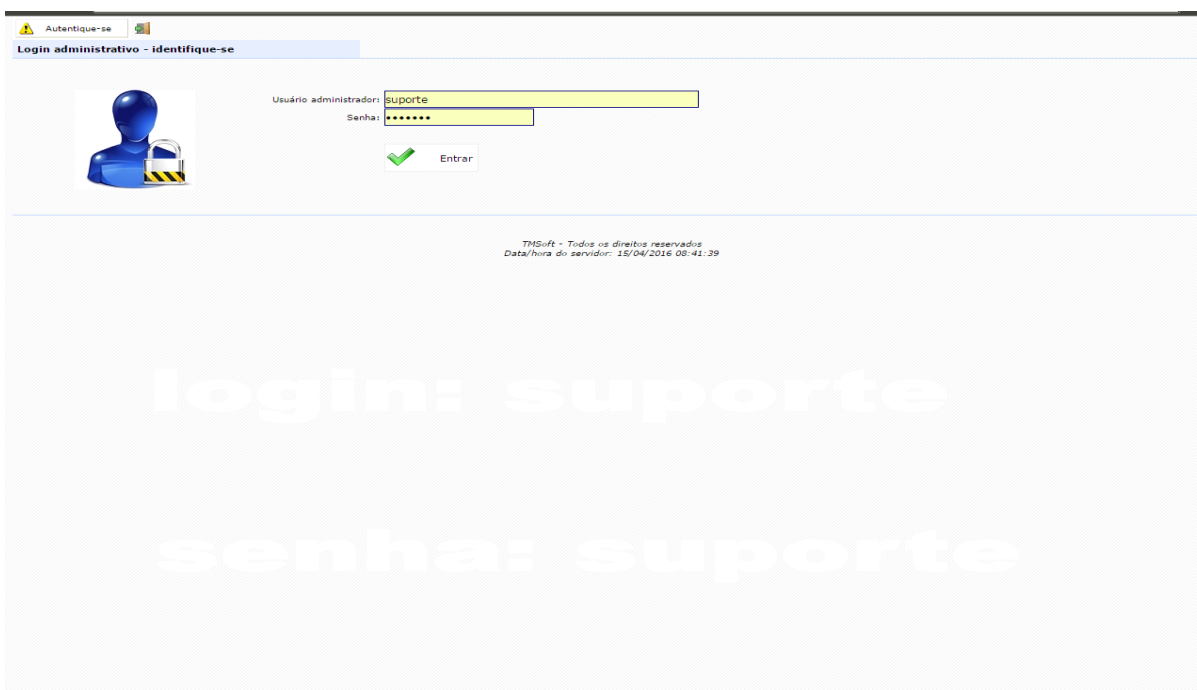 Autentique-se
Login administrativo - identifique-se
Usuário administrador: suporte
Senha: •••••••
Entrar
TMSoft - Todos os direitos reservados
Data/hora do servidor: 15/04/2016 08:41:39
login: suporte
senha: suporte